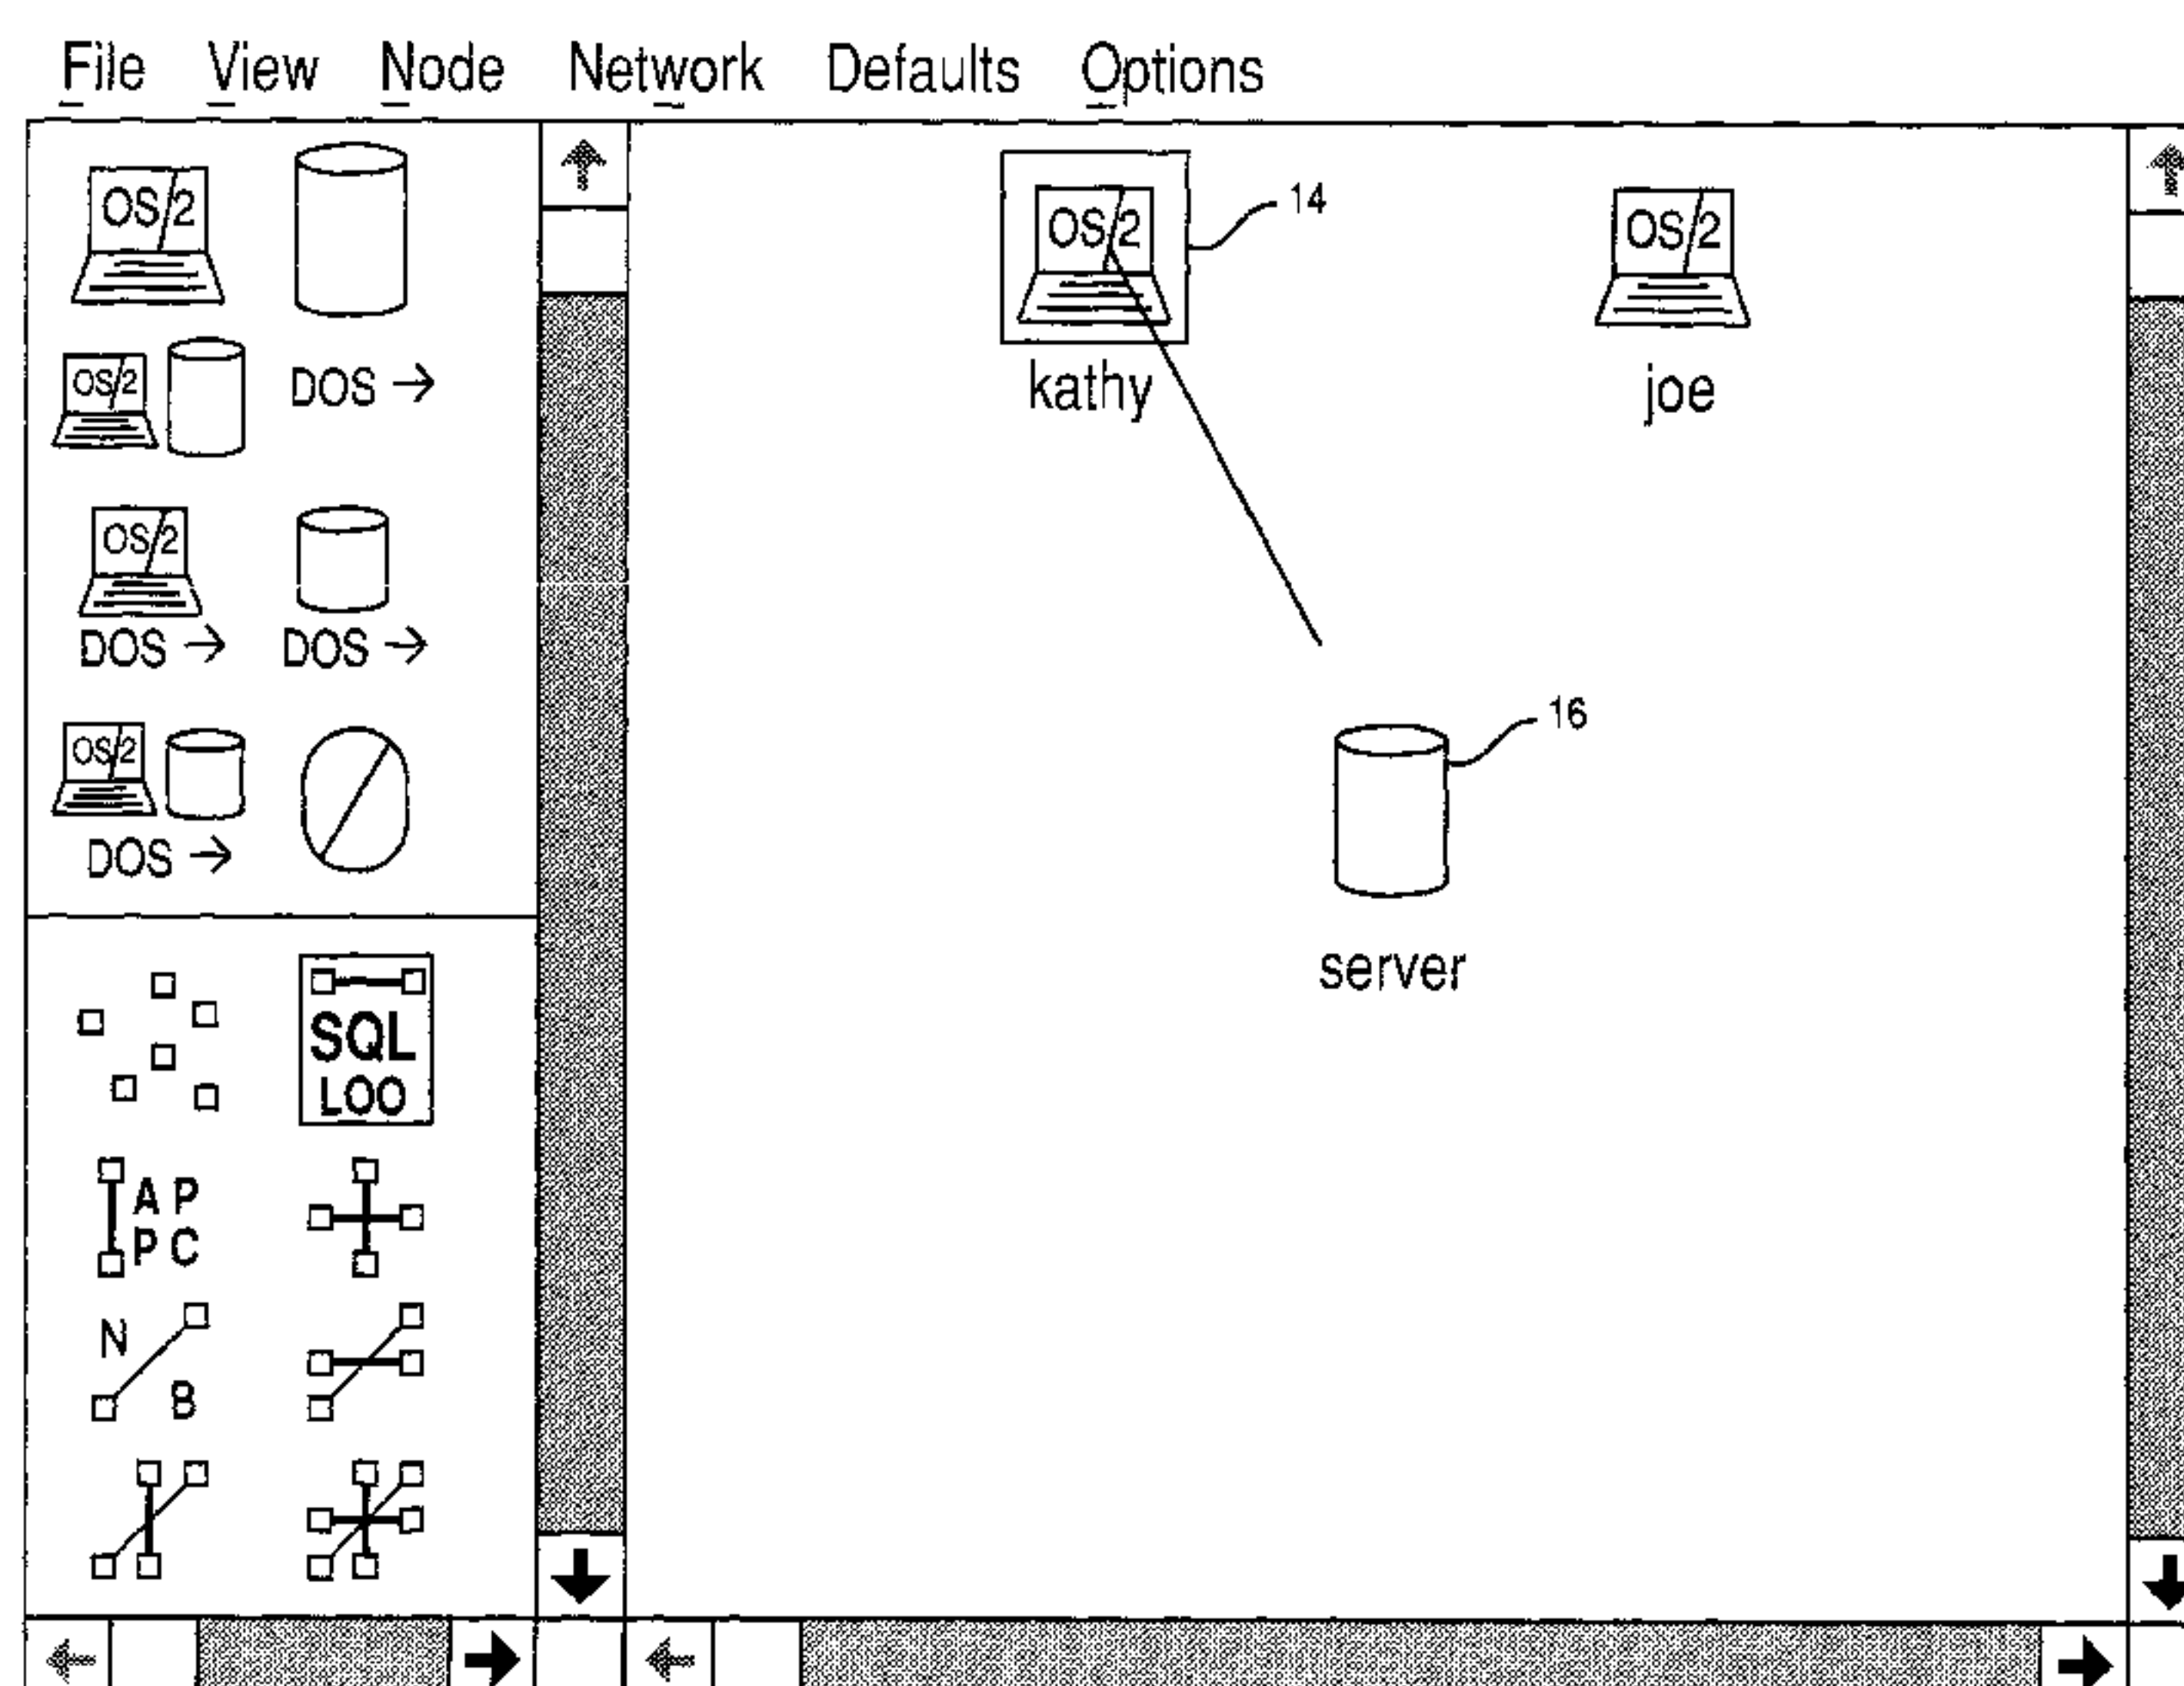 File View Node Network Defaults Options
OS/2
OS/2 DOS →
OS/2
DOS → DOS →
OS/2
DOS →
SQL
LOO
A P
P C
N
B
OS/2 14
kathy
OS/2
joe
16
server